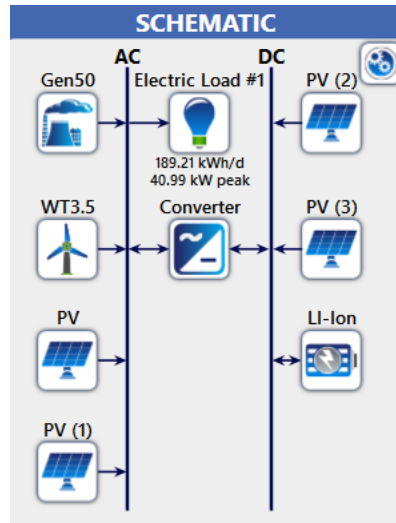 SCHEMATIC
AC
DC
Gen50
Electric Load #1
PV (2)
189.21 kWh/d
40.99 kW peak
WT3.5
Converter
PV (3)
PV
LI-Ion
PV (1)